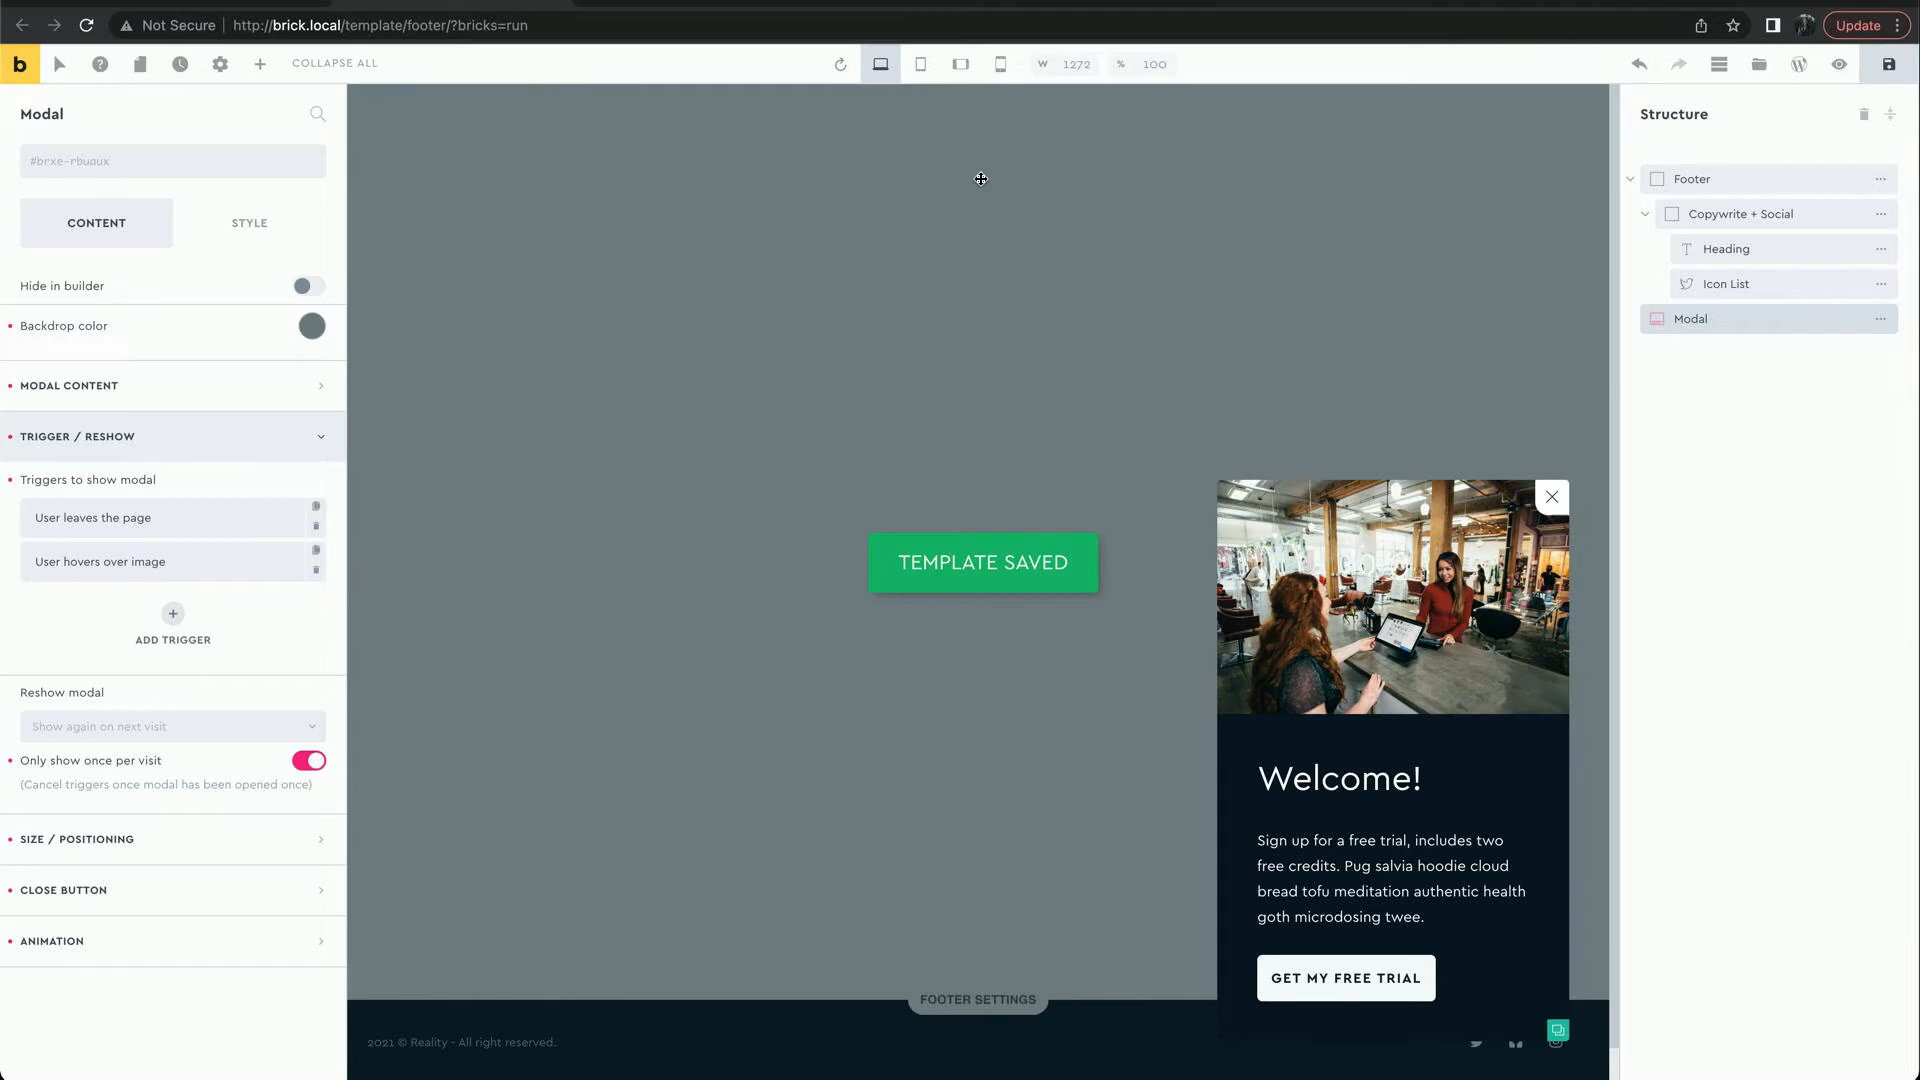 Not Secure
http://brick.local/template/footer/?bricks=run
Update
b
COLLAPSE ALL
W 1272
% 100
Modal
#brxe-rbuaux
CONTENT
STYLE
Hide in builder
Backdrop color
MODAL CONTENT
TRIGGER / RESHOW
Triggers to show modal
User leaves the page
User hovers over image
ADD TRIGGER
Reshow modal
Show again on next visit
Only show once per visit
(Cancel triggers once modal has been opened once)
SIZE / POSITIONING
CLOSE BUTTON
ANIMATION
TEMPLATE SAVED
Welcome!
Sign up for a free trial, includes two
free credits. Pug salvia hoodie cloud
bread tofu meditation authentic health
goth microdosing twee.
GET MY FREE TRIAL
FOOTER SETTINGS
2021 © Reality - All right reserved.
Structure
Footer
Copywrite + Social
Heading
Icon List
Modal